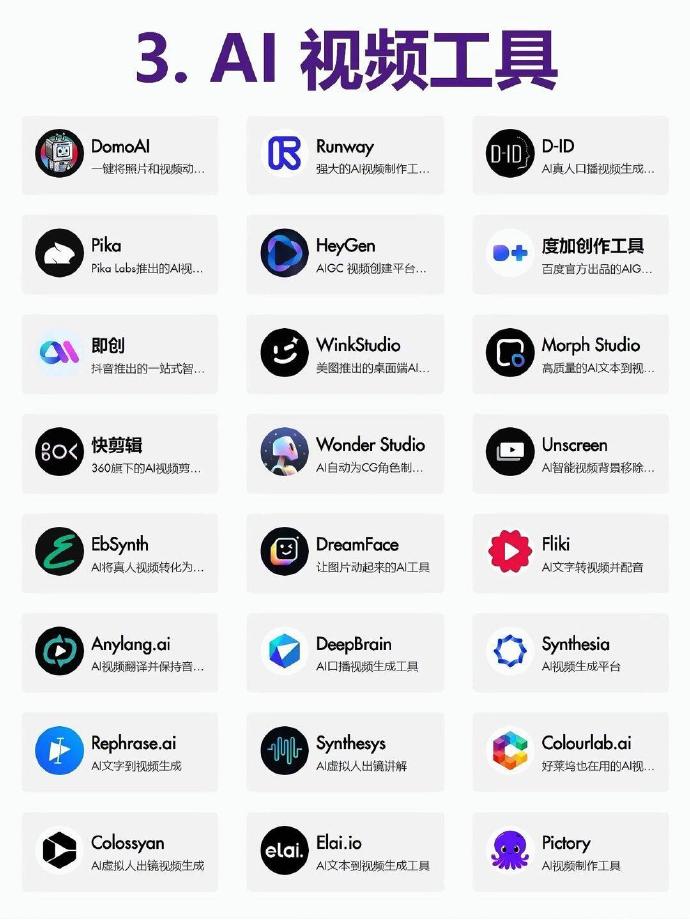 3. AI 视频工具
DomoAI
一键将照片和视频动...
Runway
强大的AI视频制作工...
D-ID
D-ID
AI真人口播视频生成...
Pika
Pika Labs推出的AI视...
HeyGen
AIGC 视频创建平台...
度加创作工具
百度官方出品的AIG...
即创
抖音推出的一站式智...
WinkStudio
美图推出的桌面端AI...
Morph Studio
高质量的AI文本到视...
快剪辑
360旗下的AI视频剪...
Wonder Studio
AI自动为CG角色制...
Unscreen
AI智能视频背景移除...
EbSynth
AI将真人视频转化为...
DreamFace
让图片动起来的AI工具
Fliki
AI文字转视频并配音
Anylang.ai
AI视频翻译并保持音...
DeepBrain
AI口播视频生成工具
Synthesia
AI视频生成平台
Rephrase.ai
AI文字到视频生成
Synthesys
AI虚拟人出镜讲解
Colourlab.ai
好莱坞也在用的AI视...
Colossyan
AI虚拟人出镜视频生成
elai.
Elai.io
AI文本到视频生成工具
Pictory
AI视频制作工具